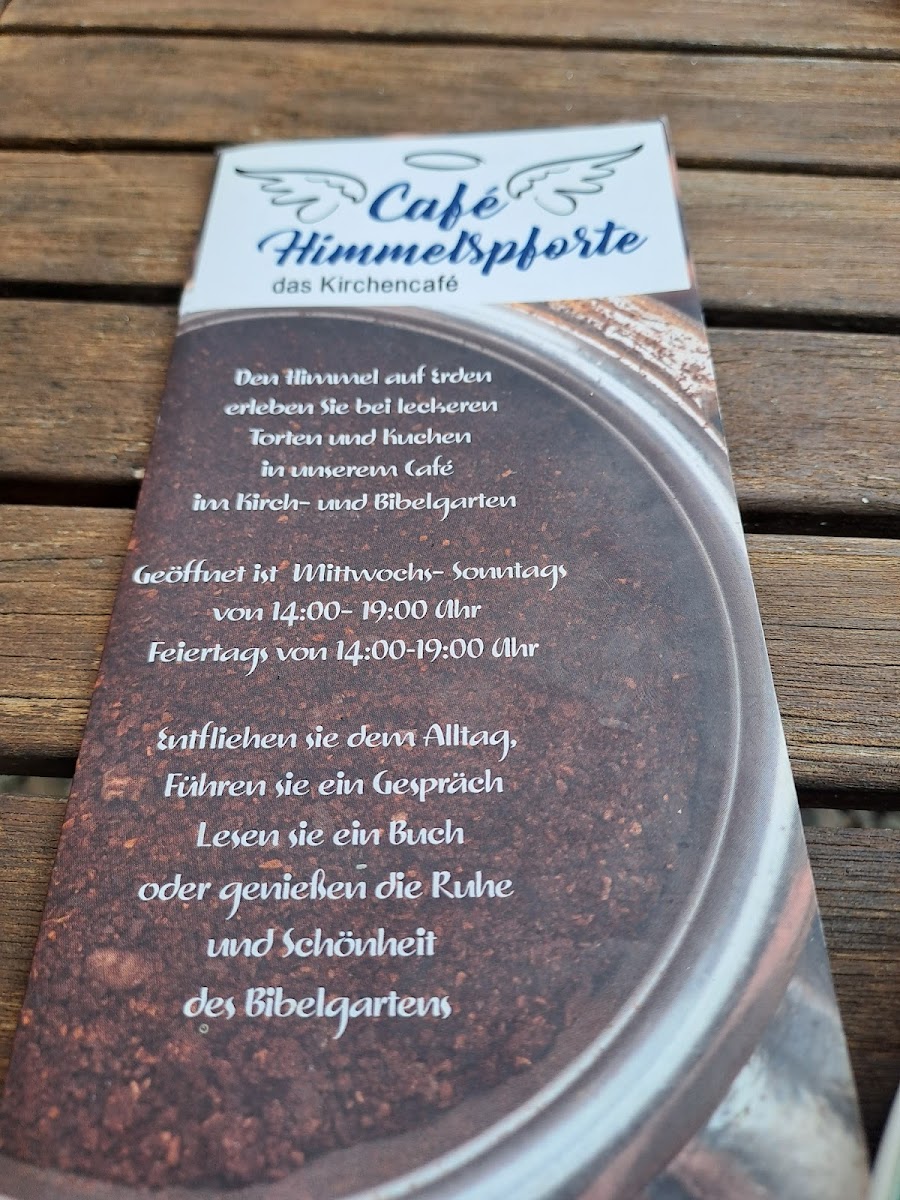 Café
Himmelspforte
das Kirchencafé
Den Himmel auf Erden
erleben Sie bei leckeren
Torten und Kuchen
in unserem Café
im Kirch- und Bibelgarten
Geöffnet ist Mittwochs- Sonntags
von 14:00- 19:00 Uhr
Feiertags von 14:00-19:00 Uhr
Entfliehen sie dem Alltag,
Führen sie ein Gespräch
Lesen sie ein Buch
oder genießen die Ruhe
und Schönheit
des Bibelgartens